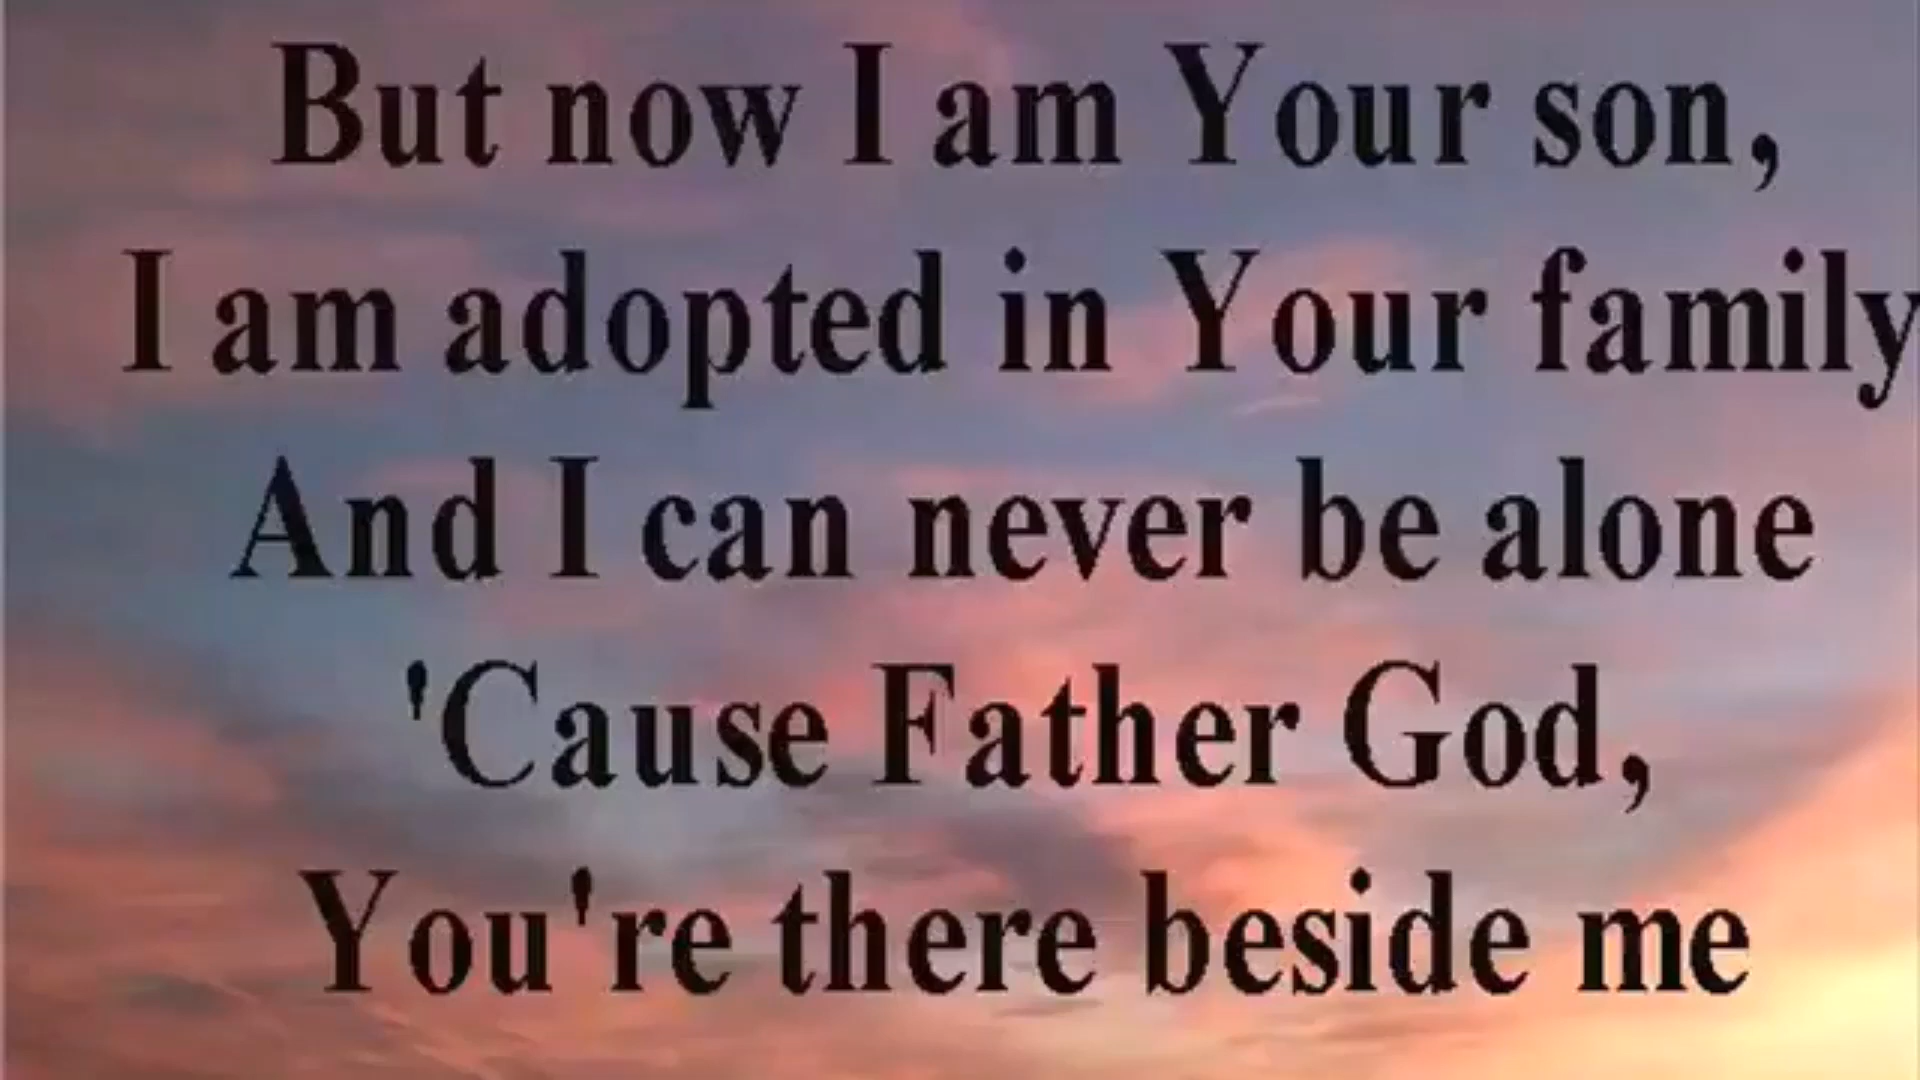 But now I am Your son,
I am adopted in Your family
And I can never be alone
'Cause Father God,
You're there beside me